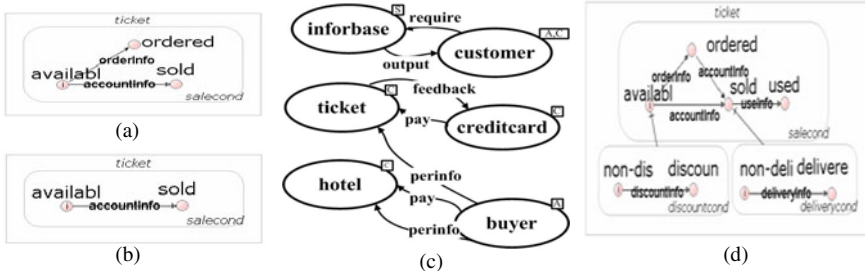 ticket
ordered
orderInfo
availabl
sold
accountInfo
salecond
(a)
ticket
availabl
sold
accountInfo
salecond
(b)
S
inforbase
require
A,C
customer
output
ticket
C
feedback
C
pay
creditcard
hotel
C
perinfo
pay
A
buyer
perinfo
(c)
ticket
ordered
orderInfo
accountInfo
availabl
sold
used
accountInfo
useinfo
salecond
non-dis
discoun
discountInfo
discountcond
non-deli
delivere
deliveryInfo
deliverycond
(d)